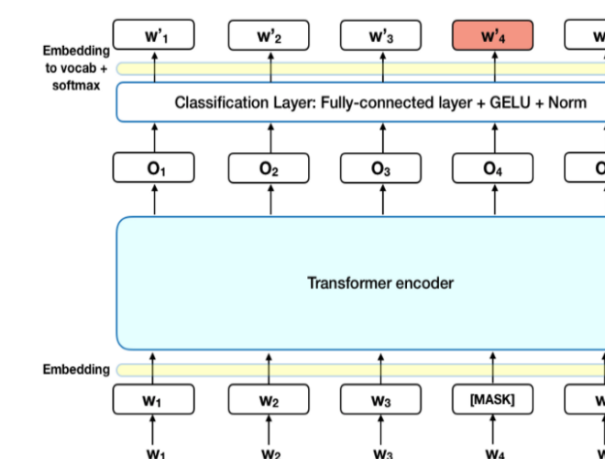 W'1 W'2 W'3 W'4 W
Embedding
to vocab +
softmax
Classification Layer: Fully-connected layer + GELU + Norm
O1 O2 O3 O4 O
Transformer encoder
Embedding
W1 W2 W3 [MASK] W
W1 W2 W3 W4 W